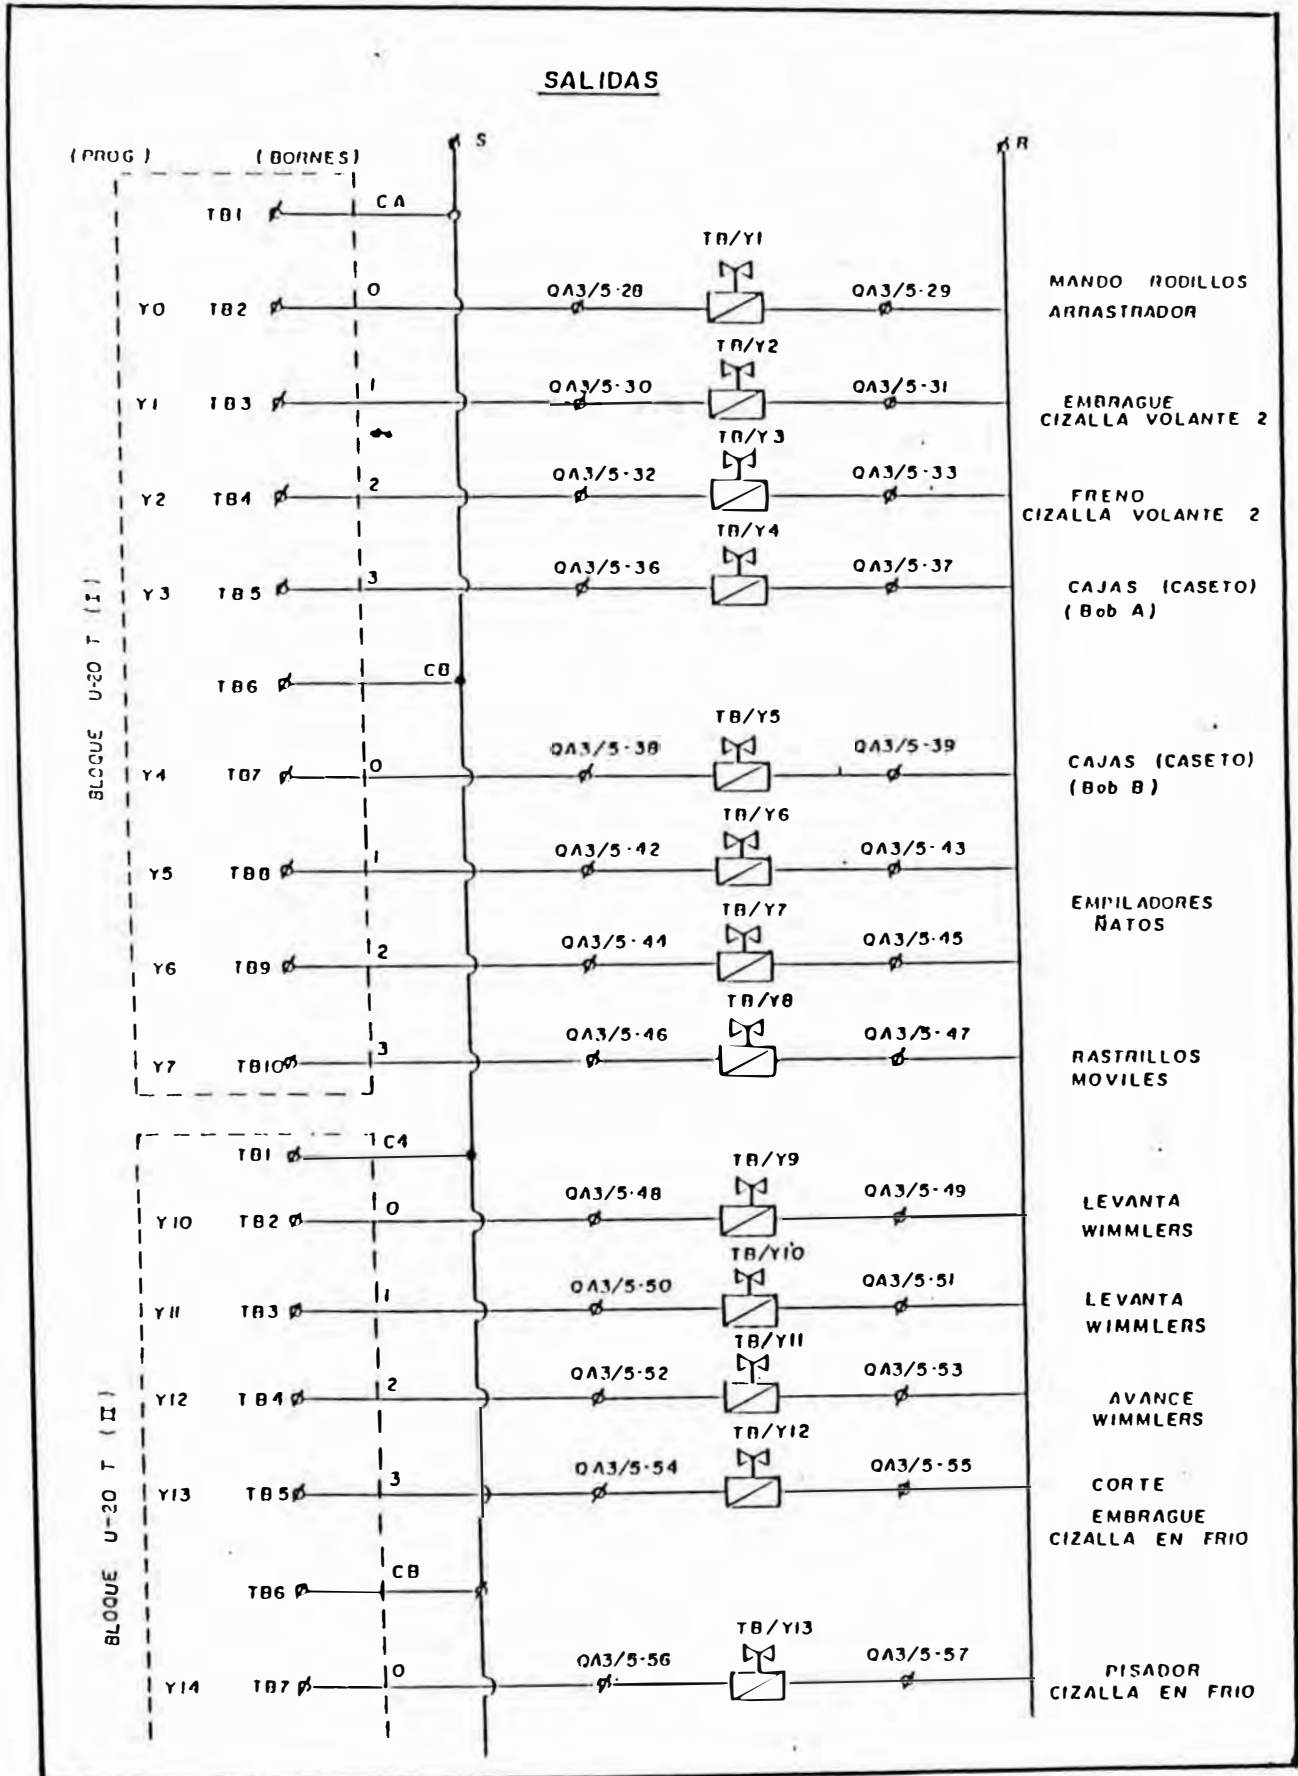 SALIDAS
S
R
(PROG) (BORNES)
TB1 CA
TB/Y1
Y0 TB2 0 QA3/5-28 QA3/5-29 MANDO RODILLOS
ARRASTRADOR
TB/Y2
Y1 TB3 1 QA3/5-30 QA3/5-31 EMBRAGUE
CIZALLA VOLANTE 2
TB/Y3
Y2 TB4 2 QA3/5-32 QA3/5-33 FRENO
CIZALLA VOLANTE 2
TB/Y4
Y3 TB5 3 QA3/5-36 QA3/5-37 CAJAS (CASETO)
(Bob A)
BLOQUE U-20 T (I)
TB6 CB
TB/Y5
Y4 TB7 0 QA3/5-38 QA3/5-39 CAJAS (CASETO)
(Bob B)
TB/Y6
Y5 TB8 1 QA3/5-42 QA3/5-43
EMPILADORES
ÑATOS
TB/Y7
Y6 TB9 2 QA3/5-44 QA3/5-45
TB/Y8
Y7 TB10 3 QA3/5-46 QA3/5-47 RASTRILLOS
MOVILES
TB1 C4
TB/Y9
Y10 TB2 0 QA3/5-48 QA3/5-49 LEVANTA
WIMMLERS
TB/Y10
Y11 TB3 1 QA3/5-50 QA3/5-51 LEVANTA
WIMMLERS
TB/Y11
Y12 TB4 2 QA3/5-52 QA3/5-53 AVANCE
WIMMLERS
TB/Y12
Y13 TB5 3 QA3/5-54 QA3/5-55 CORTE
EMBRAGUE
CIZALLA EN FRIO
BLOQUE U-20 T (II)
TB6 CB
TB/Y13
Y14 TB7 0 QA3/5-56 QA3/5-57 PISADOR
CIZALLA EN FRIO